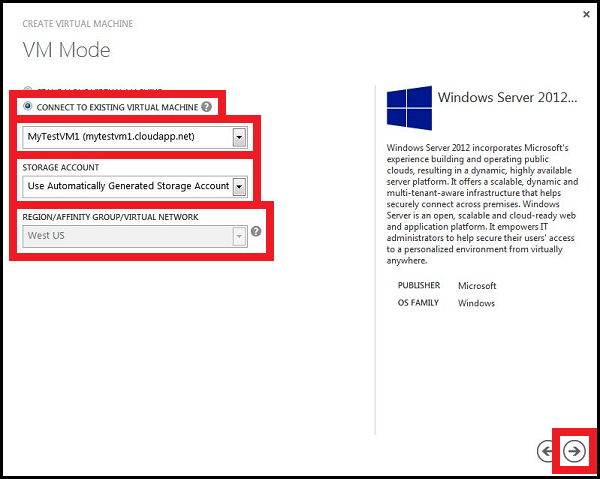 CREATE VIRTUAL MACHINE
VM Mode
CONNECT TO EXISTING VIRTUAL MACHINE ?
MyTestVM1 (mytestvm1.cloudapp.net)
STORAGE ACCOUNT
Use Automatically Generated Storage Account
REGION/AFFINITY GROUP/VIRTUAL NETWORK
West US ?
Windows Server 2012...
Windows Server 2012 incorporates Microsoft's
experience building and operating public
clouds, resulting in a dynamic, highly available
server platform. It offers a scalable, dynamic and
multi-tenant-aware infrastructure that helps
securely connect across premises. Windows
Server is an open, scalable and cloud-ready web
and application platform. It empowers IT
administrators to help secure their users' access
to a personalized environment from virtually
anywhere.
PUBLISHER Microsoft
OS FAMILY Windows